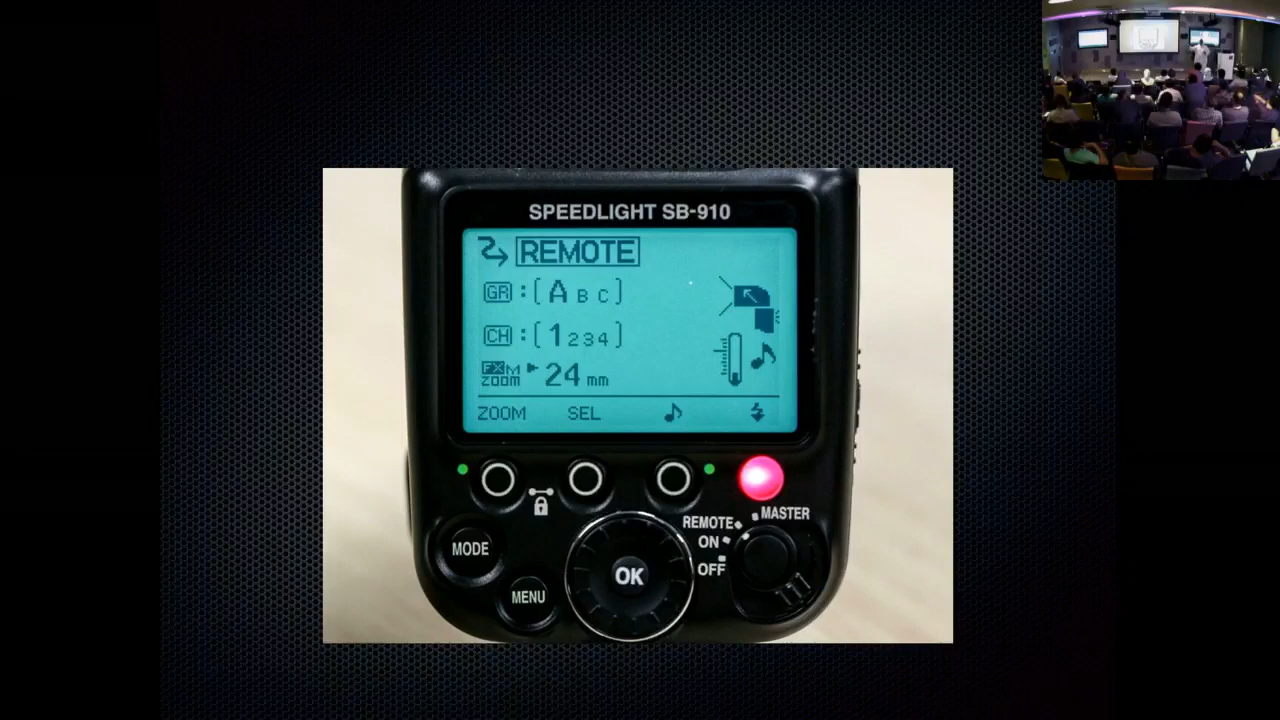 SPEEDLIGHT SB-910
REMOTE
GR : [ A B C ]
CH : [ 1 2 3 4 ]
FX M ZOOM 24 mm
ZOOM SEL
REMOTE MASTER
ON
OFF
MODE
OK
MENU